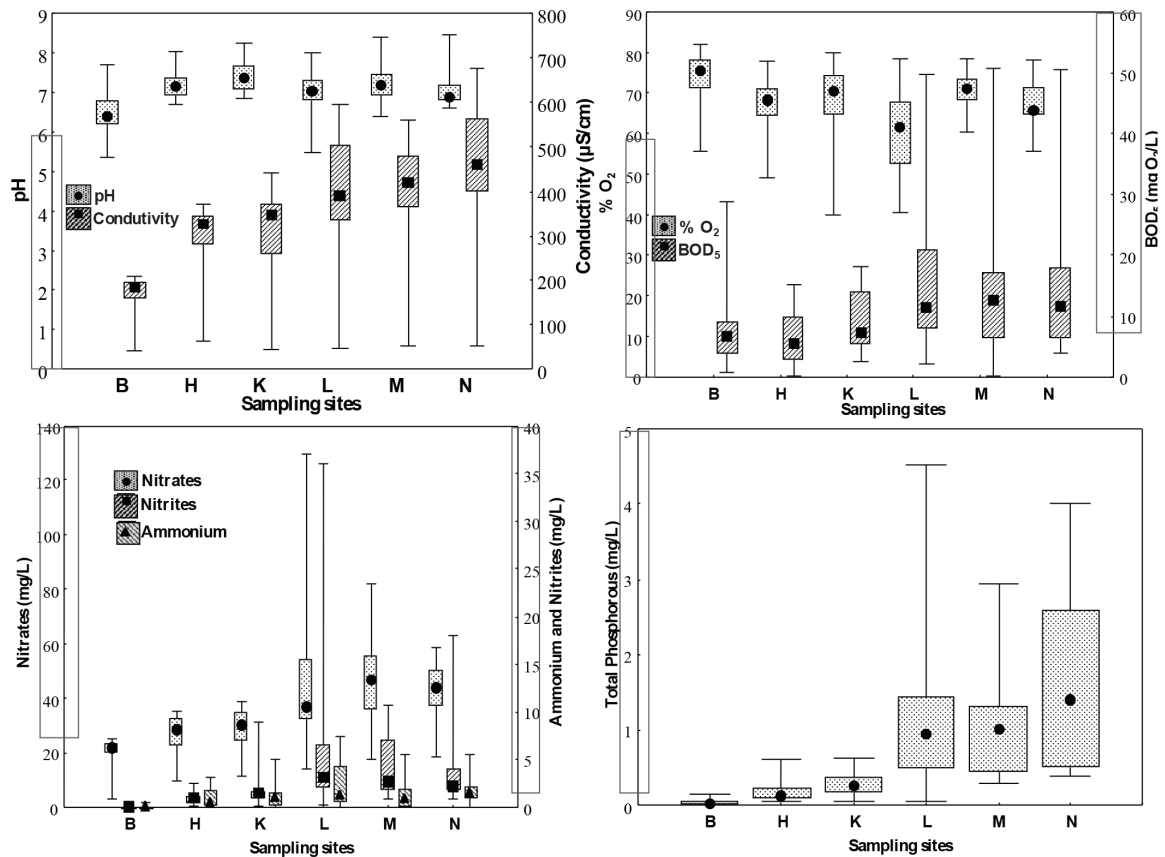 9
8
7
6
5
4
3
2
1
0
pH
800
700
600
500
400
300
200
100
0
Conductivity (µS/cm)
pH
Condutivity
B H K L M N
Sampling sites
90
80
70
60
50
40
30
20
10
0
% O2
60
50
40
30
20
10
0
BOD5 (mg O2/L)
% O2
BOD5
B H K L M N
Sampling sites
140
120
100
80
60
40
20
0
Nitrates (mg/L)
40
35
30
25
20
15
10
5
0
Ammonium and Nitrites (mg/L)
Nitrates
Nitrites
Ammonium
B H K L M N
Sampling sites
5
4
3
2
1
0
Total Phosphorous (mg/L)
B H K L M N
Sampling sites